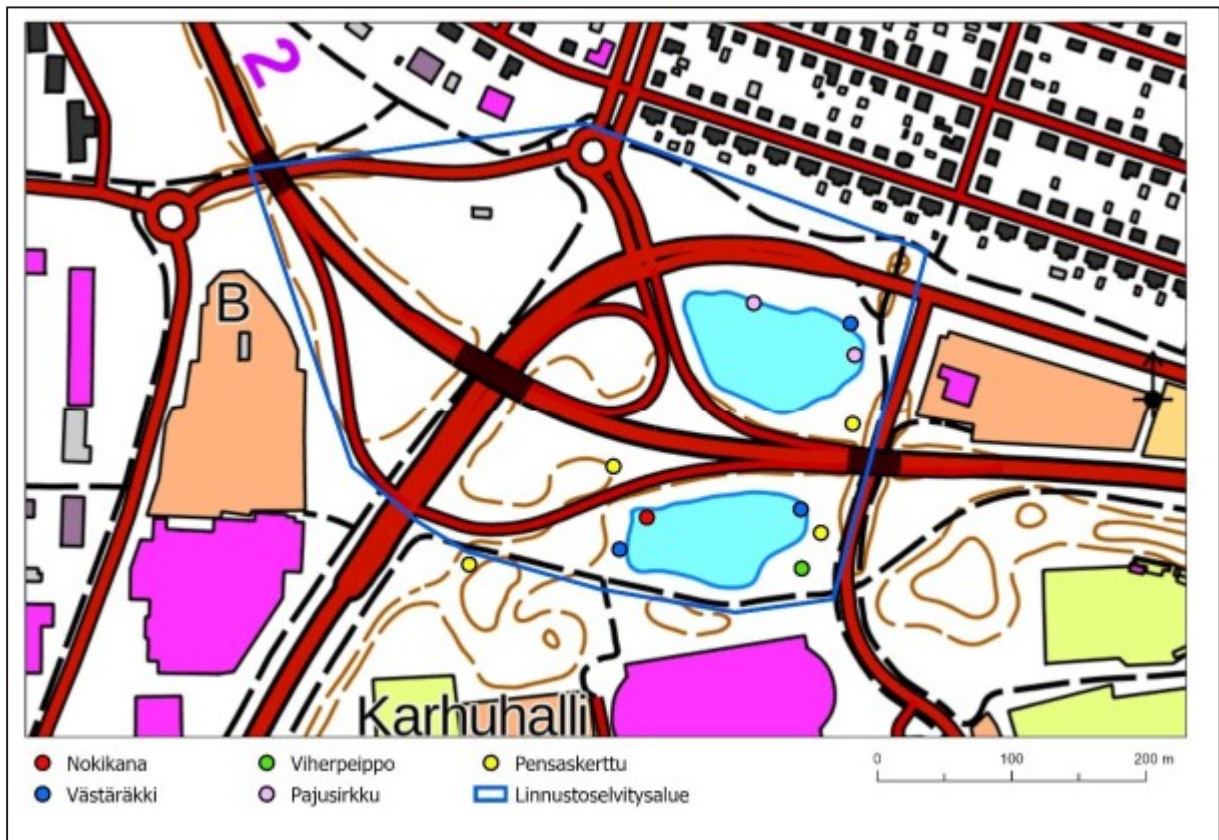 2
B
Karhuhalli
Nokikana
Viherpeippo
Pensaskerttu
Västäräkki
Pajusirkku
Linnustoselvitysalue
0 100 200 m